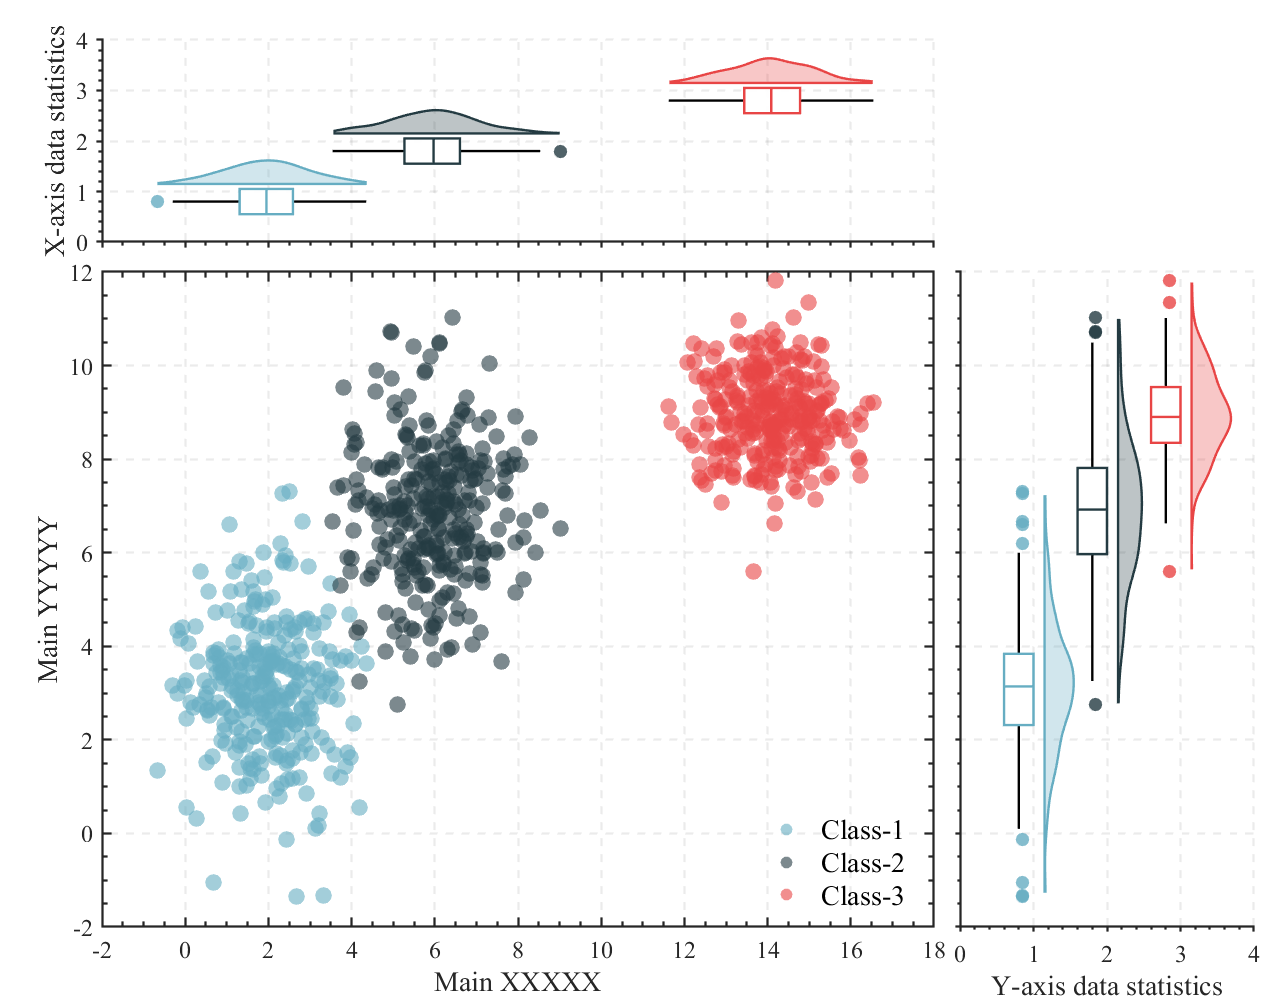 X-axis data statistics
4
3
2
1
0
Main YYYYY
12
10
8
6
4
2
0
-2
Class-1
Class-2
Class-3
-2 0 2 4 6 8 10 12 14 16 18
Main XXXXX
0 1 2 3 4
Y-axis data statistics